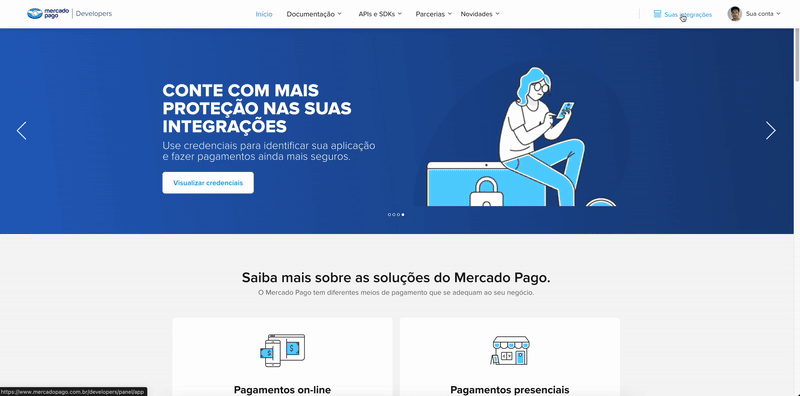 mercado
pago
Developers
Início
Documentação
APIs e SDKs
Parcerias
Novidades
Suas integrações
Sua conta
CONTE COM MAIS
PROTEÇÃO NAS SUAS
INTEGRAÇÕES
Use credenciais para identificar sua aplicação
e fazer pagamentos ainda mais seguros.
Visualizar credenciais
Saiba mais sobre as soluções do Mercado Pago.
O Mercado Pago tem diferentes meios de pagamento que se adequam ao seu negócio.
$
$
Pagamentos on-line
Pagamentos presenciais
https://www.mercadopago.com.br/developers/panel/app